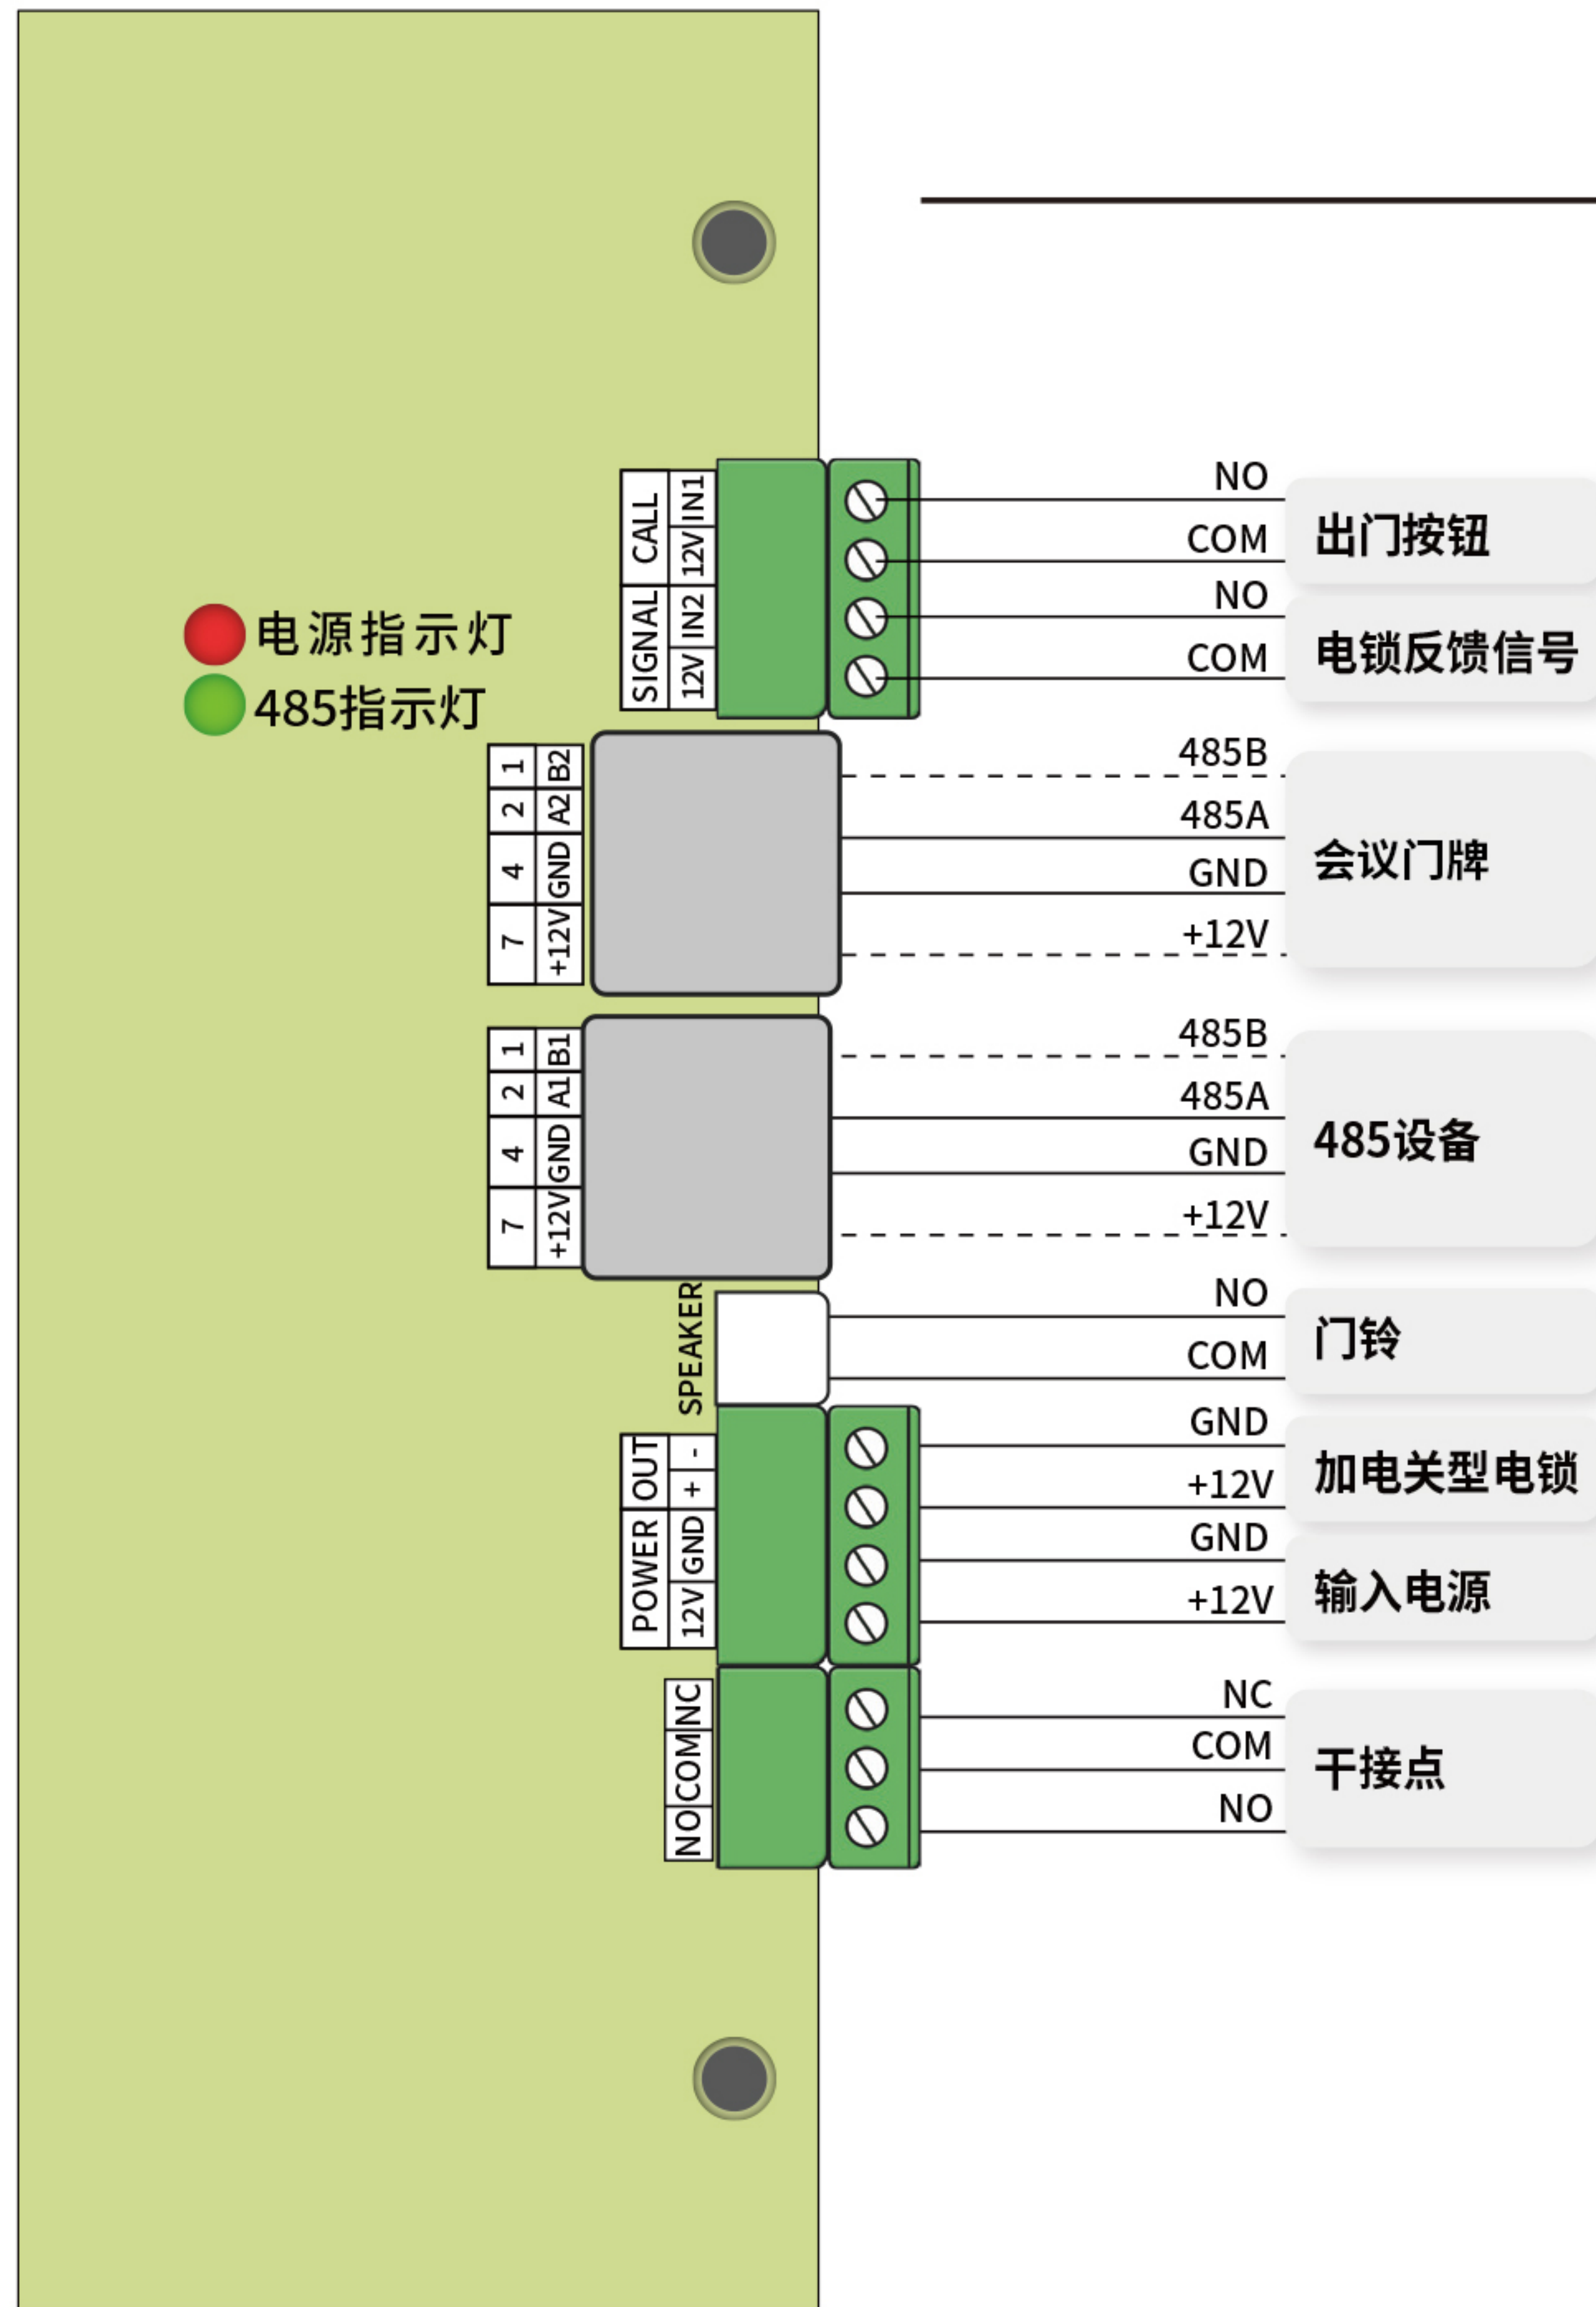 电源指示灯
485指示灯
CALL
IN1
12V
SIGNAL
IN2
12V
NO
COM
出门按钮
NO
COM
电锁反馈信号
1
B2
2
A2
4
GND
7
+12V
485B
485A
GND
+12V
会议门牌
1
B1
2
A1
4
GND
7
+12V
485B
485A
GND
+12V
485设备
SPEAKER
NO
COM
门铃
OUT
-
+
POWER
GND
12V
GND
+12V
加电关型电锁
GND
+12V
输入电源
NC
COM
NO
NC
COM
NO
干接点